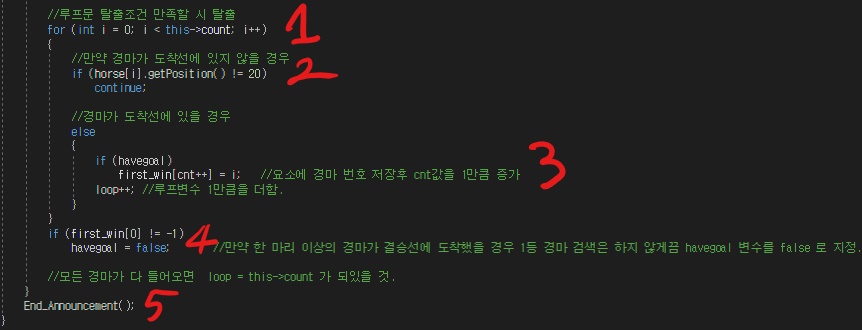 //루프문 탈출조건 만족할 시 탈출
for (int i = 0; i < this->count; i++) 1
{
//만약 경마가 도착선에 있지 않을 경우
if (horse[i].getPosition() != 20) 2
continue;
//경마가 도착선에 있을 경우
else
{
if (havegoal)
first_win[cnt++] = i; //요소에 경마 번호 저장후 cnt값을 1만큼 증가 3
loop++; //루프변수 1만큼을 더함.
}
}
if (first_win[0] != -1)
havegoal = false; 4 //만약 한 마리 이상의 경마가 결승선에 도착했을 경우 1등 경마 검색은 하지 않게끔 havegoal 변수를 false 로 지정.
//모든 경마가 다 들어오면 loop = this->count 가 되있을 것.
}
End_Announcement(); 5
}